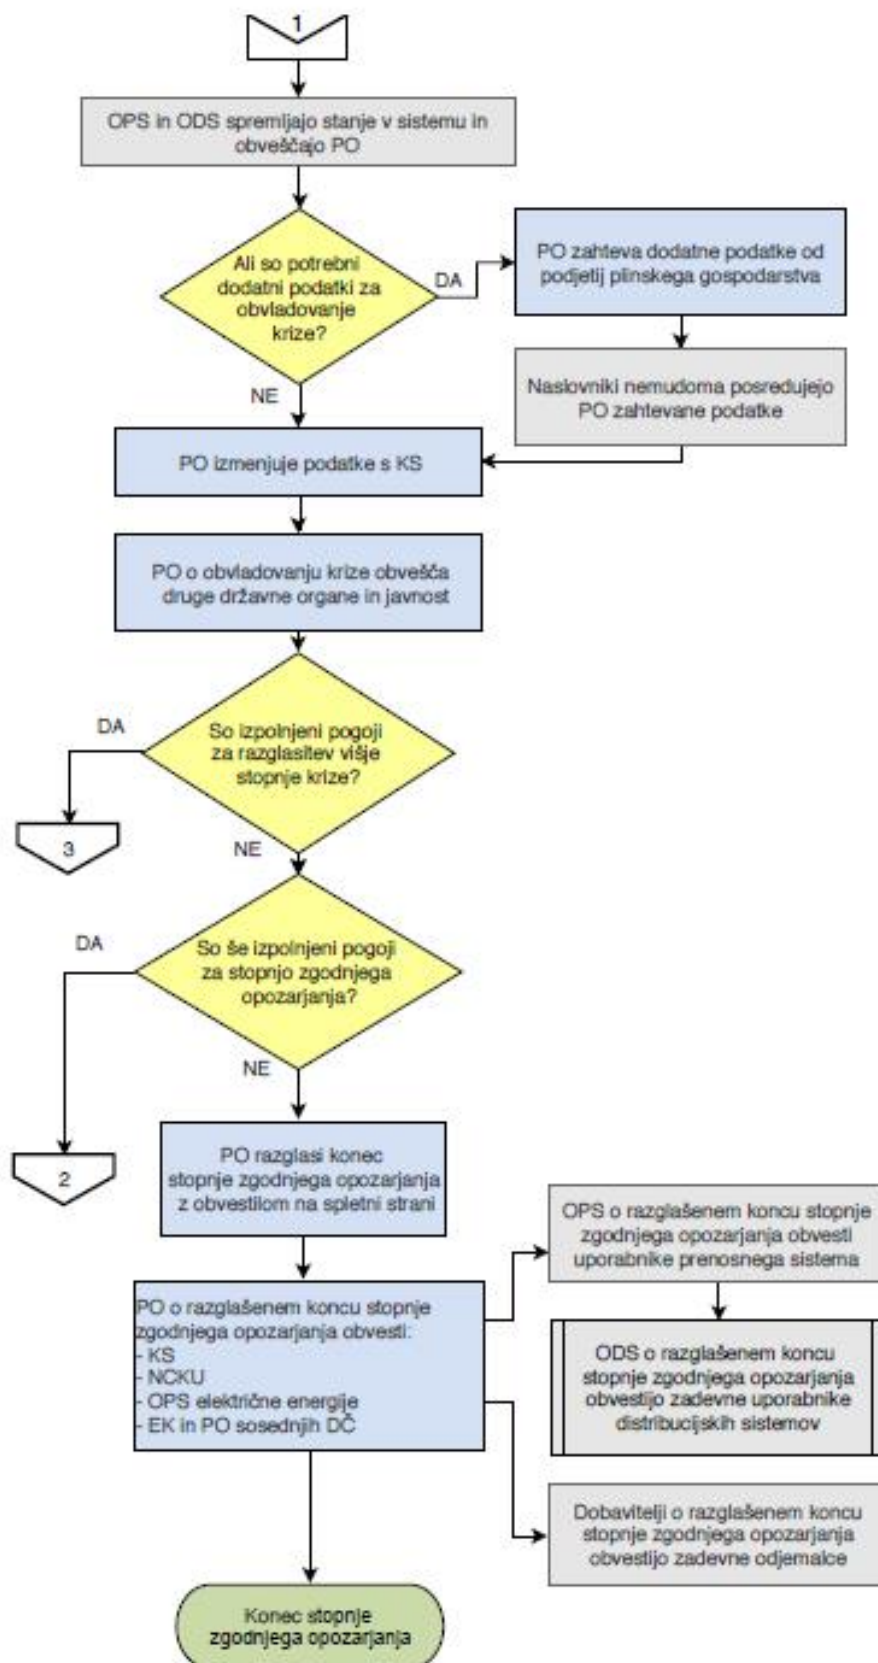 1
OPS in ODS spremljajo stanje v sistemu in
obveščajo PO
Ali so potrebni
dodatni podatki za
obvladovanje
krize?
DA
PO zahteva dodatne podatke od
podjetij plinskega gospodarstva
Naslovniki nemudoma posredujejo
PO zahtevane podatke
NE
PO izmenjuje podatke s KS
PO o obvladovanju krize obvešča
druge državne organe in javnost
So izpolnjeni pogoji
za razglasitev višje
stopnje krize?
DA
3
NE
So še izpolnjeni pogoji
za stopnjo zgodnjega
opozarjanja?
DA
2
NE
PO razglasi konec
stopnje zgodnjega opozarjanja
z obvestilom na spletni strani
OPS o razglašenem koncu stopnje
zgodnjega opozarjanja obvesti
uporabnike prenosnega sistema
PO o razglašenem koncu stopnje
zgodnjega opozarjanja obvesti:
- KS
- NCKU
- OPS električne energije
- EK in PO sosednjih DČ
ODS o razglašenem koncu
stopnje zgodnjega opozarjanja
obvestijo zadevne uporabnike
distribucijskih sistemov
Dobavitelji o razglašenem koncu
stopnje zgodnjega opozarjanja
obvestijo zadevne odjemalce
Konec stopnje
zgodnjega opozarjanja